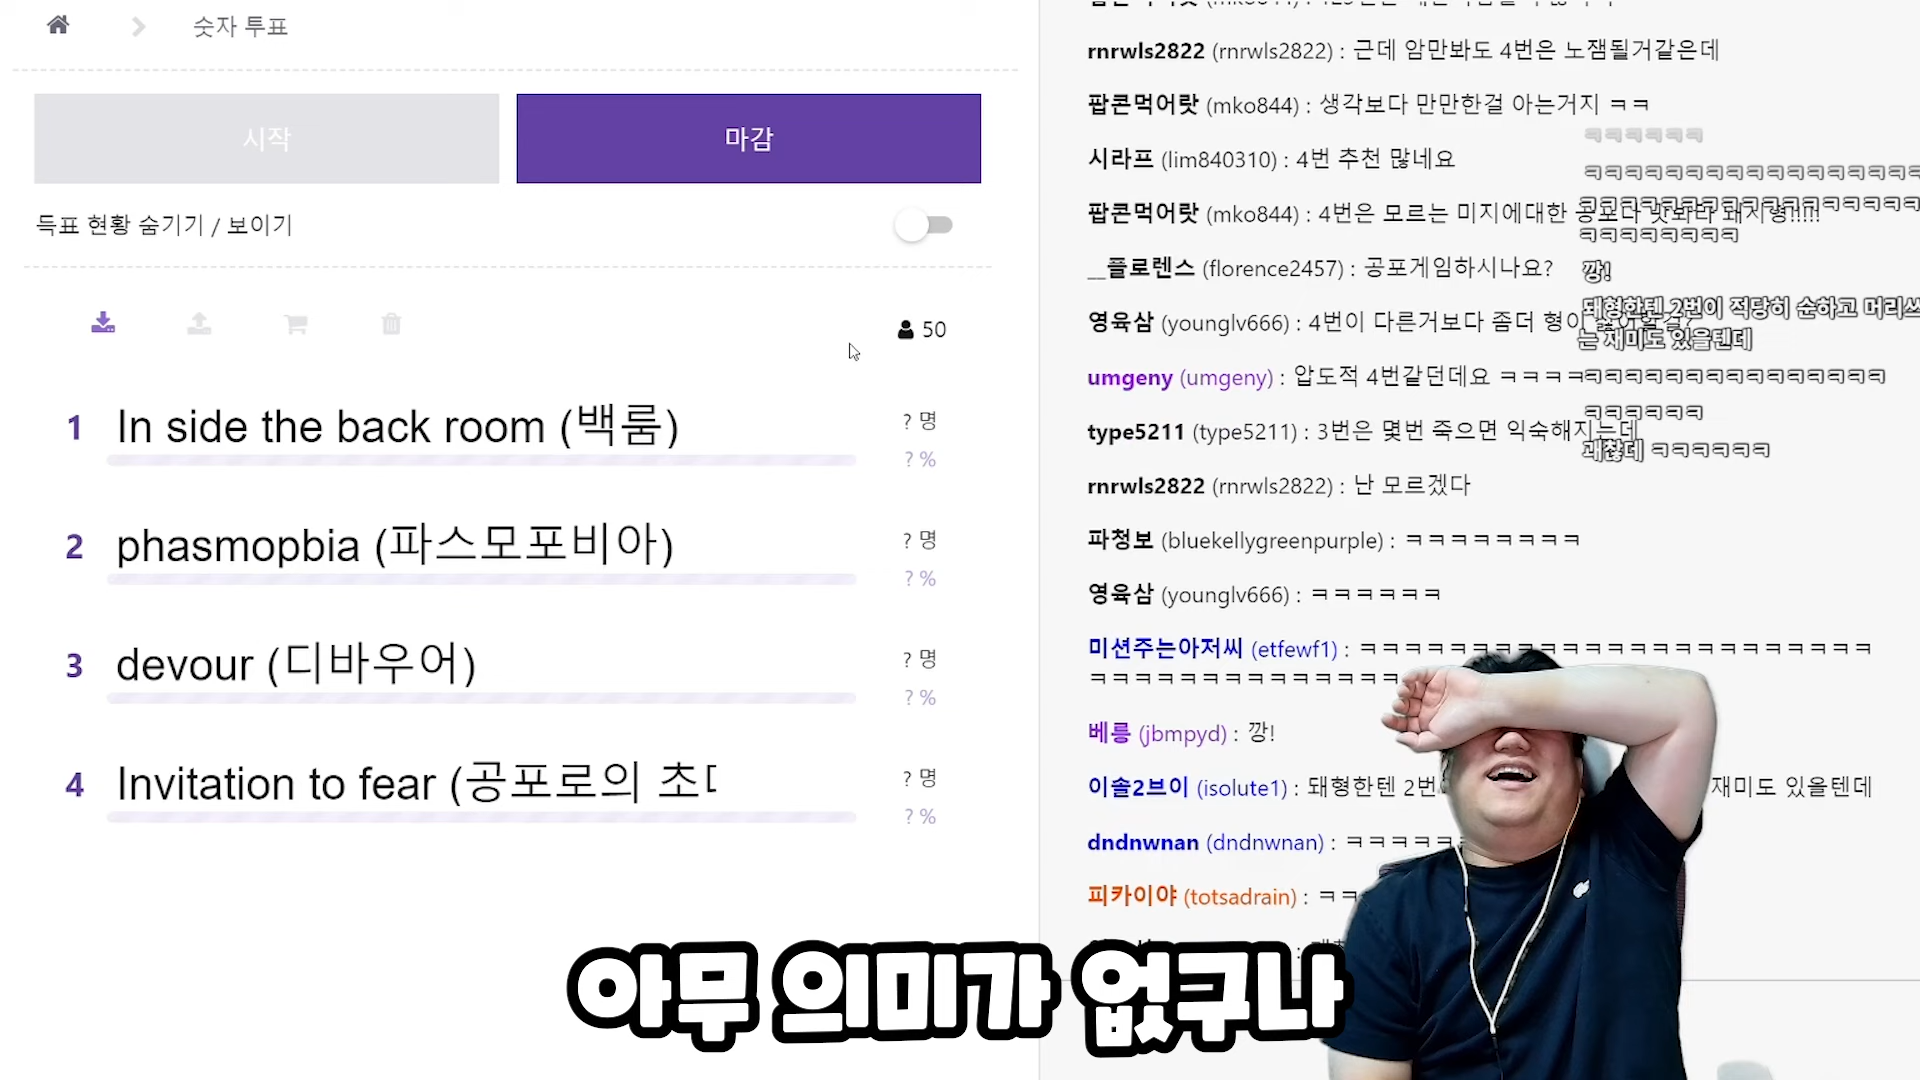 숫자 투표
시작
마감
득표 현황 숨기기 / 보이기
50
1 In side the back room (백룸)
? 명
? %
2 phasmopbia (파스모포비아)
? 명
? %
3 devour (디바우어)
? 명
? %
4 Invitation to fear (공포로의 초
? 명
? %
rnrwls2822 (rnrwls2822) : 근데 암만봐도 4번은 노잼될거같은데
팝콘먹어랏 (mko844) : 생각보다 만만한걸 아는거지 ㅋㅋ
시라프 (lim840310) : 4번 추천 많네요
팝콘먹어랏 (mko844) : 4번은 모르는 미지에대한
__플로렌스 (florence2457) : 공포게임하시나요?
영육삼 (younglv666) : 4번이 다른거보다 좀더 형이
umgeny (umgeny) : 압도적 4번같던데요 ㅋㅋㅋㅋ
type5211 (type5211) : 3번은 몇번 죽으면 익숙해지는데
rnrwls2822 (rnrwls2822) : 난 모르겠다
파청보 (bluekellygreenpurple) : ㅋㅋㅋㅋㅋㅋㅋㅋ
영육삼 (younglv666) : ㅋㅋㅋㅋㅋㅋ
미션주는아저씨 (etfewf1) : ㅋㅋㅋㅋㅋㅋㅋㅋㅋㅋㅋㅋㅋㅋㅋㅋㅋㅋㅋㅋㅋㅋㅋ
ㅋㅋㅋㅋㅋㅋㅋㅋㅋㅋㅋㅋㅋㅋ
베릉 (jbmpyd) : 깡!
이솔2브이 (isolute1) : 돼형한텐 2번 재미도 있을텐데
dndnwnan (dndnwnan) : ㅋㅋㅋㅋㅋ
피카이야 (totsadrain) : ㅋㅋ
ㅋㅋㅋㅋㅋㅋ
ㅋㅋㅋㅋㅋㅋㅋㅋㅋㅋㅋㅋㅋㅋㅋㅋㅋ
ㅋㅋㅋㅋㅋㅋㅋㅋㅋㅋㅋㅋㅋㅋㅋㅋㅋ
ㅋㅋㅋㅋㅋㅋㅋㅋ
깡!
돼형한텐 2번이 적당히 순하고 머리쓰
는 재미도 있을텐데
ㅋㅋㅋㅋㅋㅋㅋㅋㅋㅋㅋㅋㅋㅋㅋ
ㅋㅋㅋㅋㅋㅋ
괜찮데 ㅋㅋㅋㅋㅋㅋ
아무 의미가 없구나